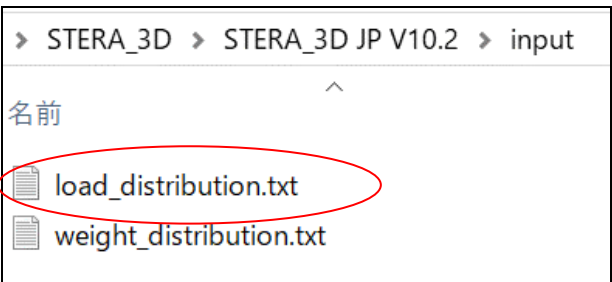 > STERA_3D > STERA_3D JP V10.2 > input
名前
load_distribution.txt
weight_distribution.txt